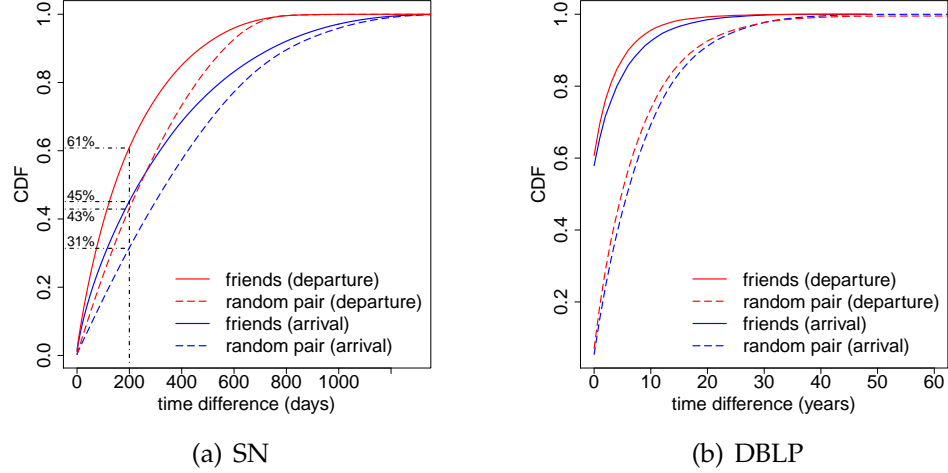 CDF
1.0
0.8
0.6
0.4
0.2
0.0
61%
45%
43%
31%
friends (departure)
random pair (departure)
friends (arrival)
random pair (arrival)
0 200 400 600 800 1000
time difference (days)
(a) SN
CDF
1.0
0.8
0.6
0.4
0.2
friends (departure)
random pair (departure)
friends (arrival)
random pair (arrival)
0 10 20 30 40 50 60
time difference (years)
(b) DBLP